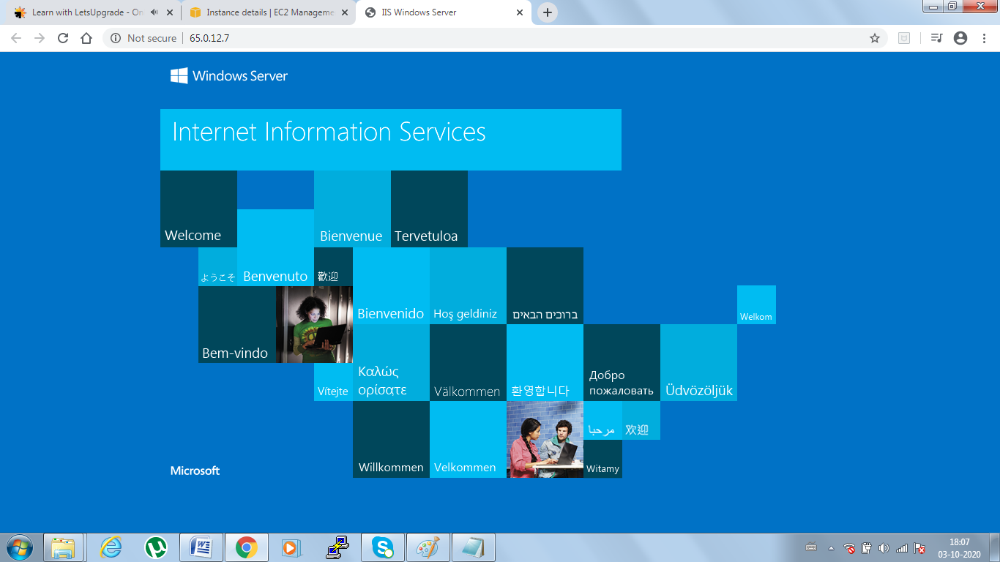 Learn with LetsUpgrade - On
Instance details | EC2 Manageme
IIS Windows Server
Not secure
65.0.12.7
Windows Server
Internet Information Services
Welcome
Bienvenue
Tervetuloa
ようこそ
Benvenuto
歡迎
Bienvenido
Hoş geldiniz
ברוכים הבאים
Welkom
Bem-vindo
Vítejte
Καλώς
ορίσατε
Välkommen
환영합니다
Добро
пожаловать
Üdvözöljük
Willkommen
Velkommen
مرحبا
欢迎
Witamy
Microsoft
18:07
03-10-2020